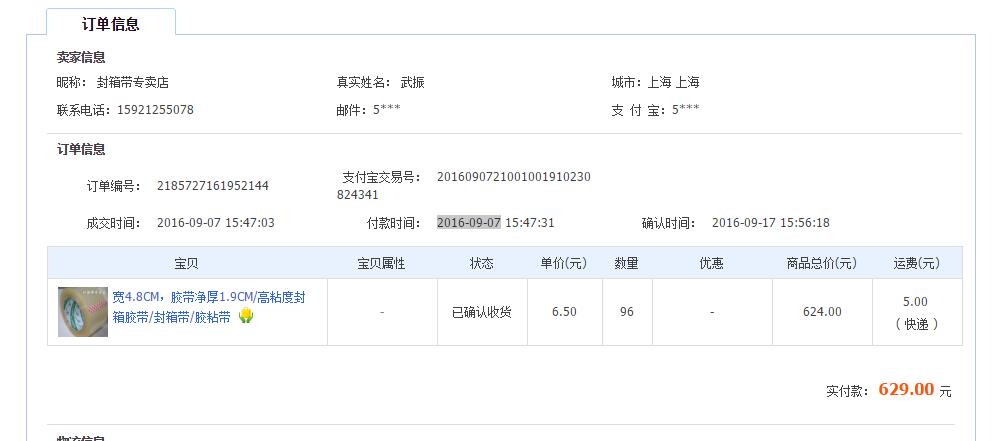 订单信息
卖家信息
昵称： 封箱带专卖店 真实姓名： 武振 城市：上海 上海
联系电话：15921255078 邮件：5*** 支 付 宝：5***
订单信息
订单编号： 2185727161952144 支付宝交易号： 2016090721001001910230
824341
成交时间： 2016-09-07 15:47:03 付款时间： 2016-09-07 15:47:31 确认时间： 2016-09-17 15:56:18
宝贝 宝贝属性 状态 单价(元) 数量 优惠 商品总价(元) 运费(元)
宽4.8CM，胶带净厚1.9CM/高粘度封
箱胶带/封箱带/胶粘带
- 已确认收货 6.50 96 - 624.00 5.00
( 快递 )
实付款： 629.00 元